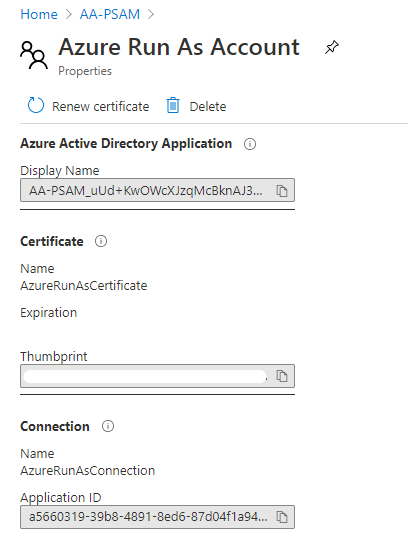 Home > AA-PSAM >
Azure Run As Account
Properties
Renew certificate Delete
Azure Active Directory Application
Display Name
AA-PSAM_uUd+KwOWcXJzqMcBknAJ3...
Certificate
Name
AzureRunAsCertificate
Expiration
Thumbprint
Connection
Name
AzureRunAsConnection
Application ID
a5660319-39b8-4891-8ed6-87d04f1a94...